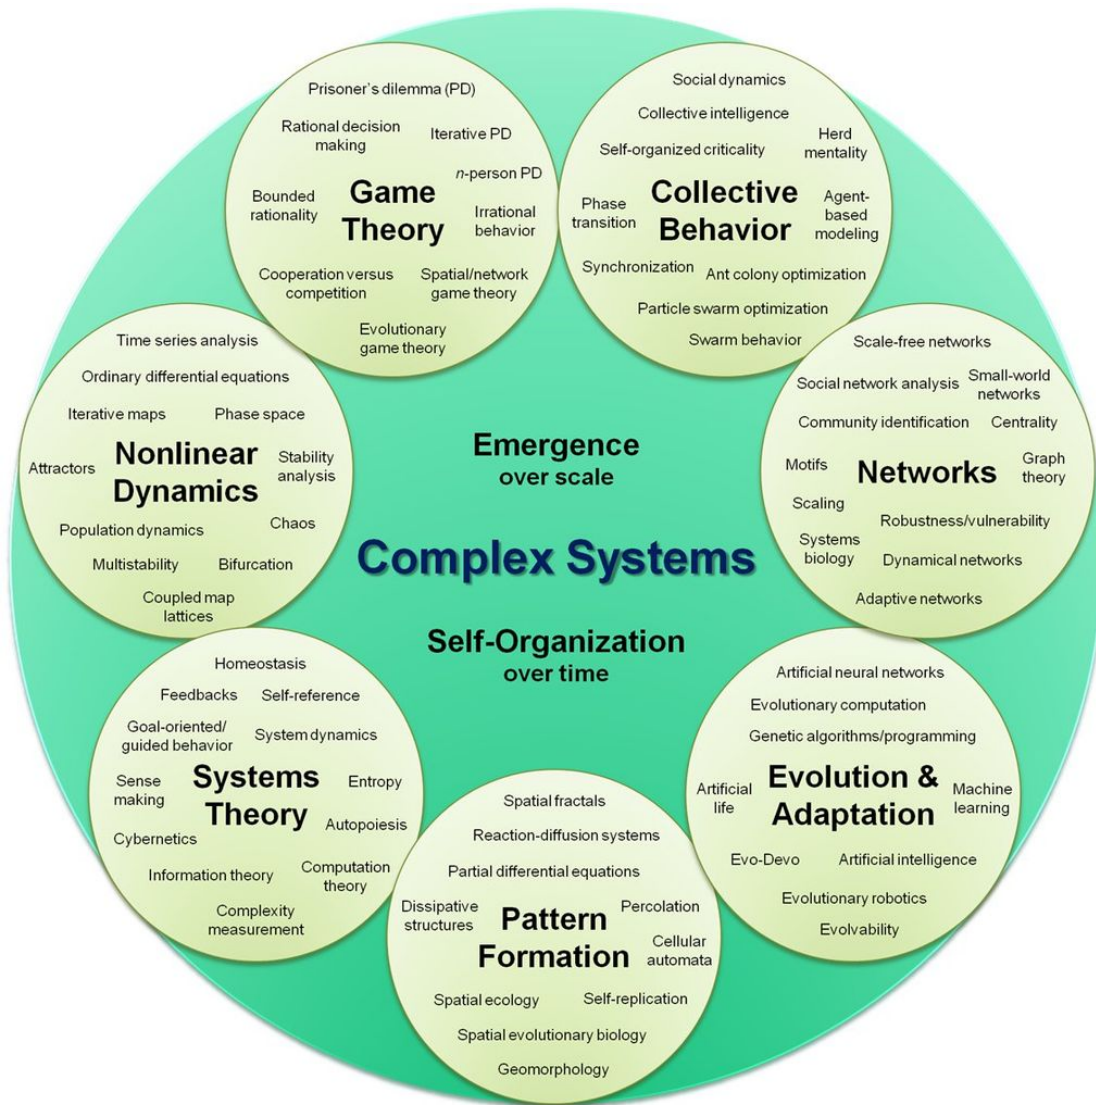 Prisoner's dilemma (PD)
Rational decision
making
Iterative PD
n-person PD
Bounded
rationality
Game
Theory
Irrational
behavior
Cooperation versus
competition
Spatial/network
game theory
Evolutionary
game theory
Social dynamics
Collective intelligence
Herd
mentality
Self-organized criticality
Phase
transition
Collective
Behavior
Agent-
based
modeling
Synchronization
Ant colony optimization
Particle swarm optimization
Swarm behavior
Time series analysis
Ordinary differential equations
Iterative maps
Phase space
Attractors
Nonlinear
Dynamics
Stability
analysis
Population dynamics
Chaos
Multistability
Bifurcation
Coupled map
lattices
Emergence
over scale
Complex Systems
Self-Organization
over time
Scale-free networks
Social network analysis
Small-world
networks
Community identification
Centrality
Motifs
Networks
Graph
theory
Scaling
Robustness/vulnerability
Systems
biology
Dynamical networks
Adaptive networks
Homeostasis
Feedbacks
Self-reference
Goal-oriented/
guided behavior
System dynamics
Sense
making
Systems
Theory
Entropy
Cybernetics
Autopoiesis
Information theory
Computation
theory
Complexity
measurement
Spatial fractals
Reaction-diffusion systems
Partial differential equations
Dissipative
structures
Pattern
Formation
Percolation
Cellular
automata
Spatial ecology
Self-replication
Spatial evolutionary biology
Geomorphology
Artificial neural networks
Evolutionary computation
Genetic algorithms/programming
Artificial
life
Evolution &
Adaptation
Machine
learning
Evo-Devo
Artificial intelligence
Evolutionary robotics
Evolvability